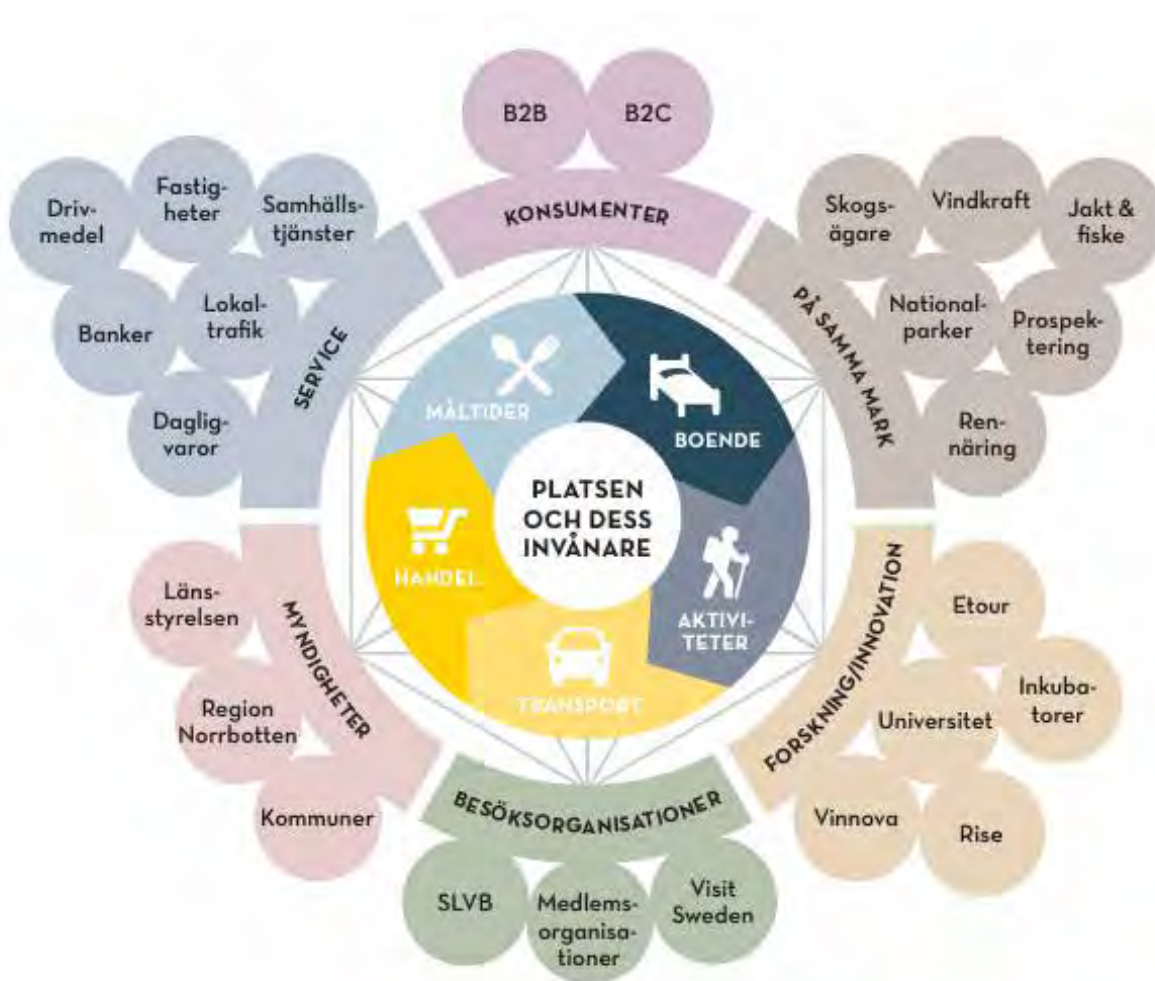 B2B
B2C
KONSUMENTER
Driv-
medel
Fastig-
heter
Samhälls-
tjänster
Banker
Lokal-
trafik
Daglig-
varor
SERVICE
Skogs-
ägare
Vindkraft
Jakt &
fiske
National-
parker
Prospek-
tering
Ren-
näring
PÅ SAMMA MARK
MÅLTIDER
BOENDE
HANDEL
AKTIVI-
TETER
TRANSPORT
PLATSEN
OCH DESS
INVÅNARE
Läns-
styrelsen
Region
Norrbotten
Kommuner
MYNDIGHETER
Etour
Inkuba-
torer
Universitet
Vinnova
Rise
FORSKNING/INNOVATION
BESÖKSORGANISATIONER
SLVB
Medlems-
organisa-
tioner
Visit
Sweden